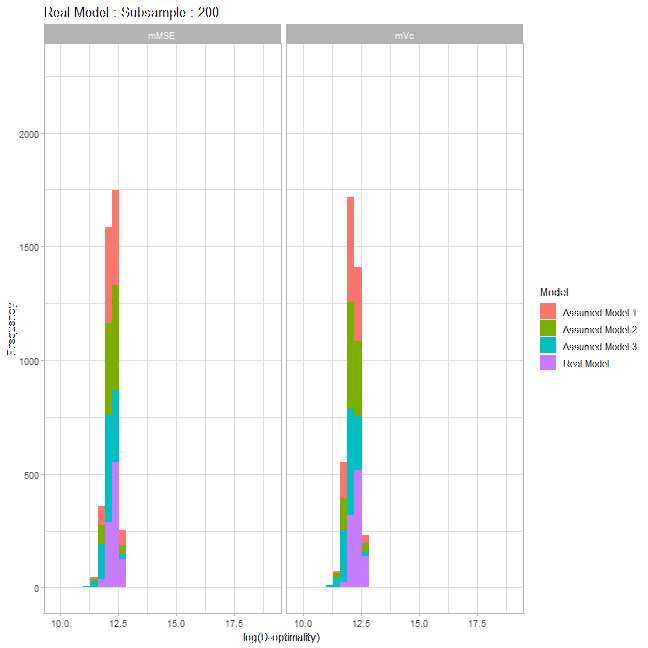 Real Model : Subsample : 200
mMSE
mVc
2000
1500
1000
500
0
Frequency
10.0 12.5 15.0 17.5
10.0 12.5 15.0 17.5
log(D-optimality)
Model
Assumed Model 1
Assumed Model 2
Assumed Model 3
Real Model